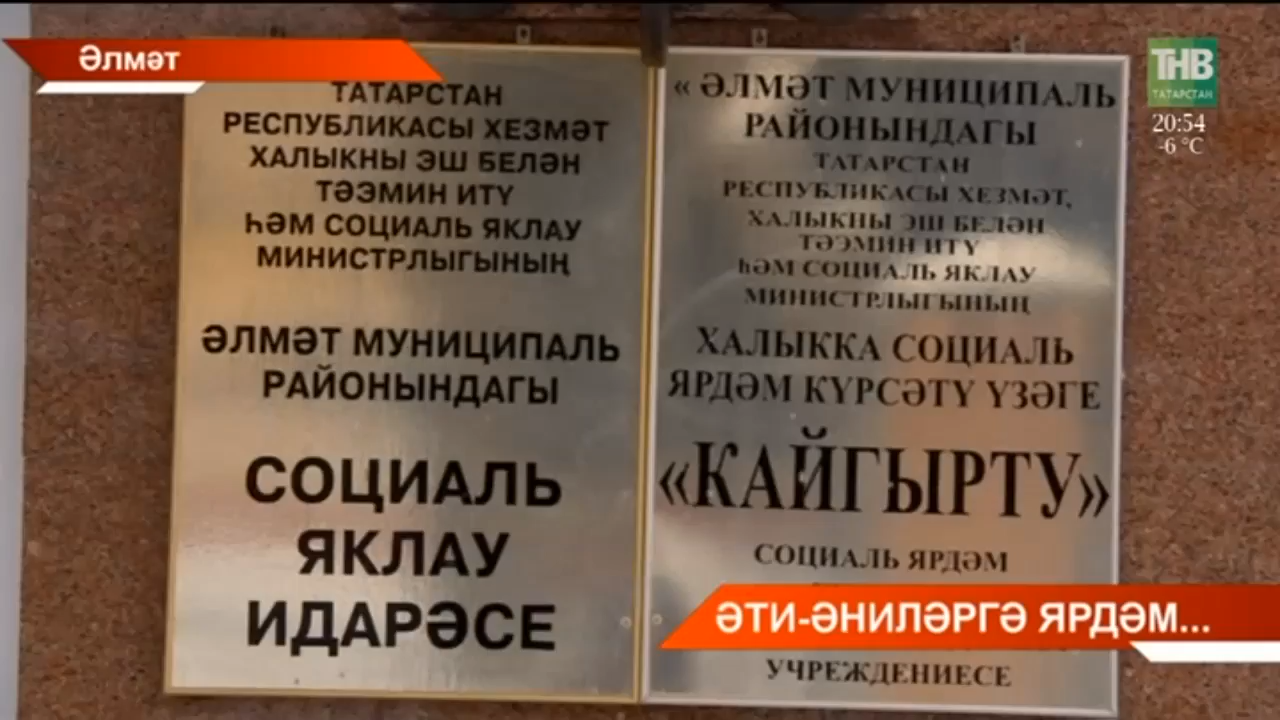 Әлмәт
ТАТАРСТАН
РЕСПУБЛИКАСЫ ХЕЗМӘТ
ХАЛЫКНЫ ЭШ БЕЛӘН
ТӘЭМИН ИТҮ
ҺӘМ СОЦИАЛЬ ЯКЛАУ
МИНИСТРЛЫГЫНЫҢ
ӘЛМӘТ МУНИЦИПАЛЬ
РАЙОНЫНДАГЫ
СОЦИАЛЬ
ЯКЛАУ
ИДАРӘСЕ
« ӘЛМӘТ МУНИЦИПАЛЬ
РАЙОНЫНДАГЫ
ТАТАРСТАН
РЕСПУБЛИКАСЫ ХЕЗМӘТ,
ХАЛЫКНЫ ЭШ БЕЛӘН
ТӘЭМИН ИТҮ
ҺӘМ СОЦИАЛЬ ЯКЛАУ
МИНИСТРЛЫГЫНЫҢ
ХАЛЫККА СОЦИАЛЬ
ЯРДӘМ КҮРСӘТҮ ҮЗӘГЕ
«КАЙГЫРТУ»
СОЦИАЛЬ ЯРДӘМ
УЧРЕЖДЕНИЕСЕ
ТНВ
ТАТАРСТАН
20:54
-6 °C
ӘТИ-ӘНИЛӘРГӘ ЯРДӘМ...